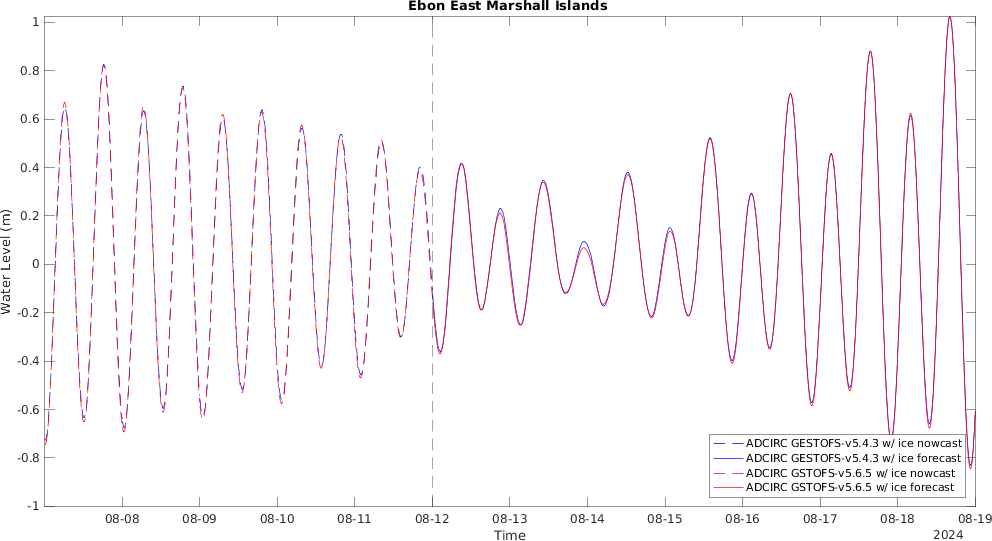 Ebon East Marshall Islands
1
0.8
0.6
0.4
0.2
0
-0.2
-0.4
-0.6
-0.8
-1
Water Level (m)
08-08 08-09 08-10 08-11 08-12 08-13 08-14 08-15 08-16 08-17 08-18 08-19
Time
2024
ADCIRC GESTOFS-v5.4.3 w/ ice nowcast
ADCIRC GESTOFS-v5.4.3 w/ ice forecast
ADCIRC GSTOFS-v5.6.5 w/ ice nowcast
ADCIRC GSTOFS-v5.6.5 w/ ice forecast